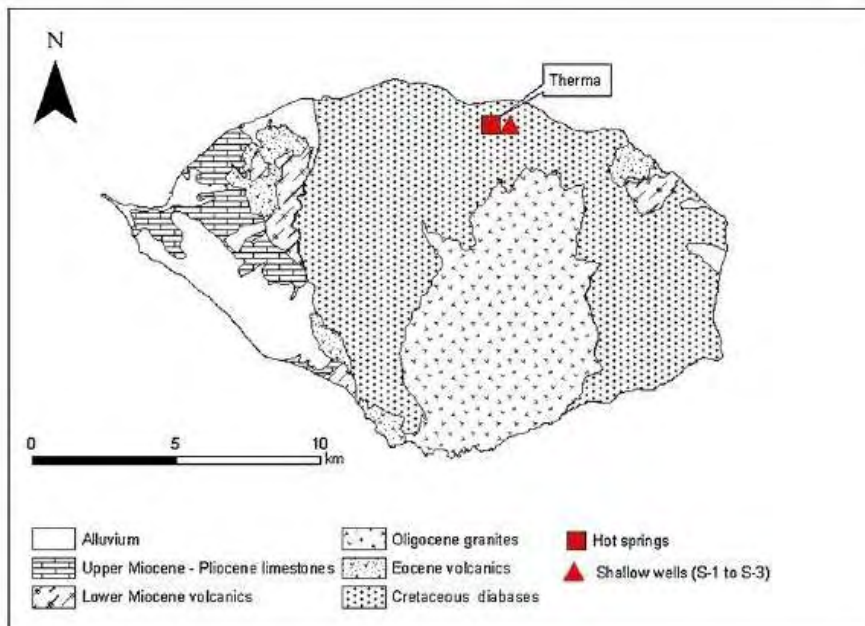 N
Therma
0 5 10
km
Alluvium
Upper Miocene - Pliocene limestones
Lower Miocene volcanics
Oligocene granites
Eocene volcanics
Cretaceous diabases
Hot springs
Shallow wells (S-1 to S-3)